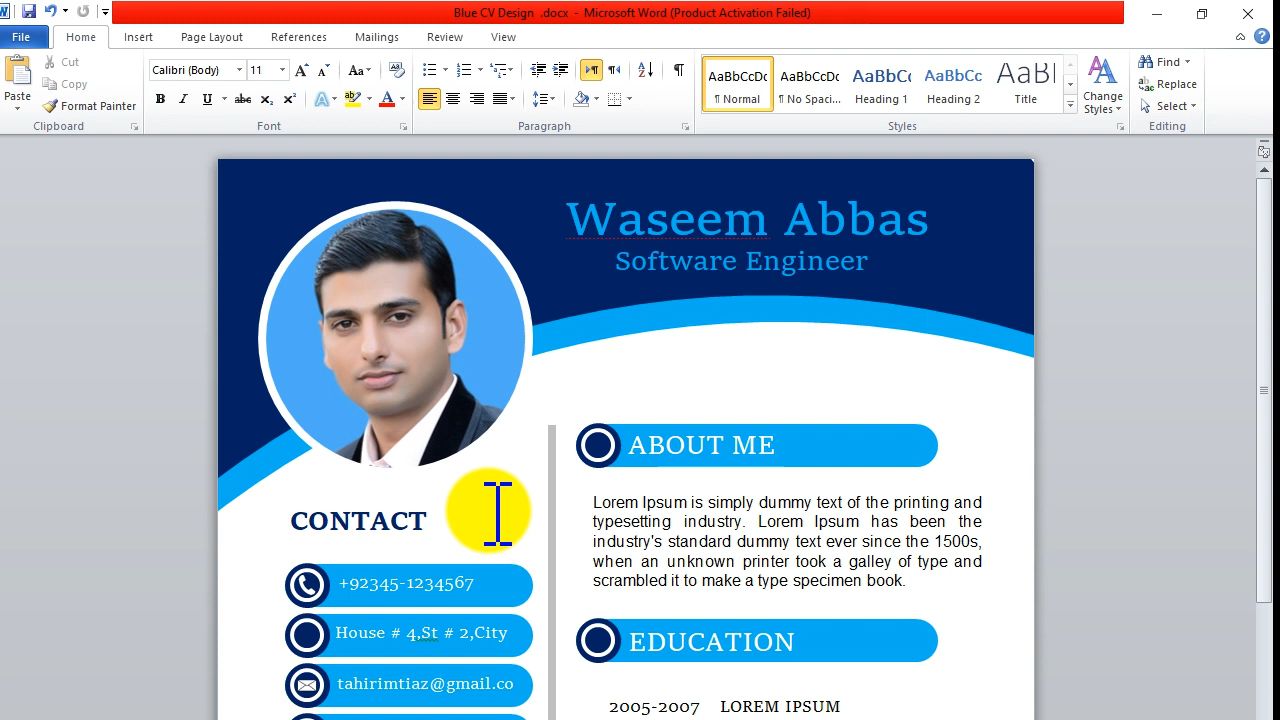 Blue CV Design .docx - Microsoft Word (Product Activation Failed)
File Home Insert Page Layout References Mailings Review View
Paste
Cut
Copy
Format Painter
Clipboard
Calibri (Body) 11
Font
Paragraph
AaBbCcDc AaBbCcDc AaBbCc AaBbCc AaBI
¶ Normal ¶ No Spaci... Heading 1 Heading 2 Title
Change
Styles
Styles
Find
Replace
Select
Editing
Waseem Abbas
Software Engineer
CONTACT
+92345-1234567
House # 4,St # 2,City
tahirimtiaz@gmail.co
ABOUT ME
Lorem Ipsum is simply dummy text of the printing and
typesetting industry. Lorem Ipsum has been the
industry's standard dummy text ever since the 1500s,
when an unknown printer took a galley of type and
scrambled it to make a type specimen book.
EDUCATION
2005-2007 LOREM IPSUM